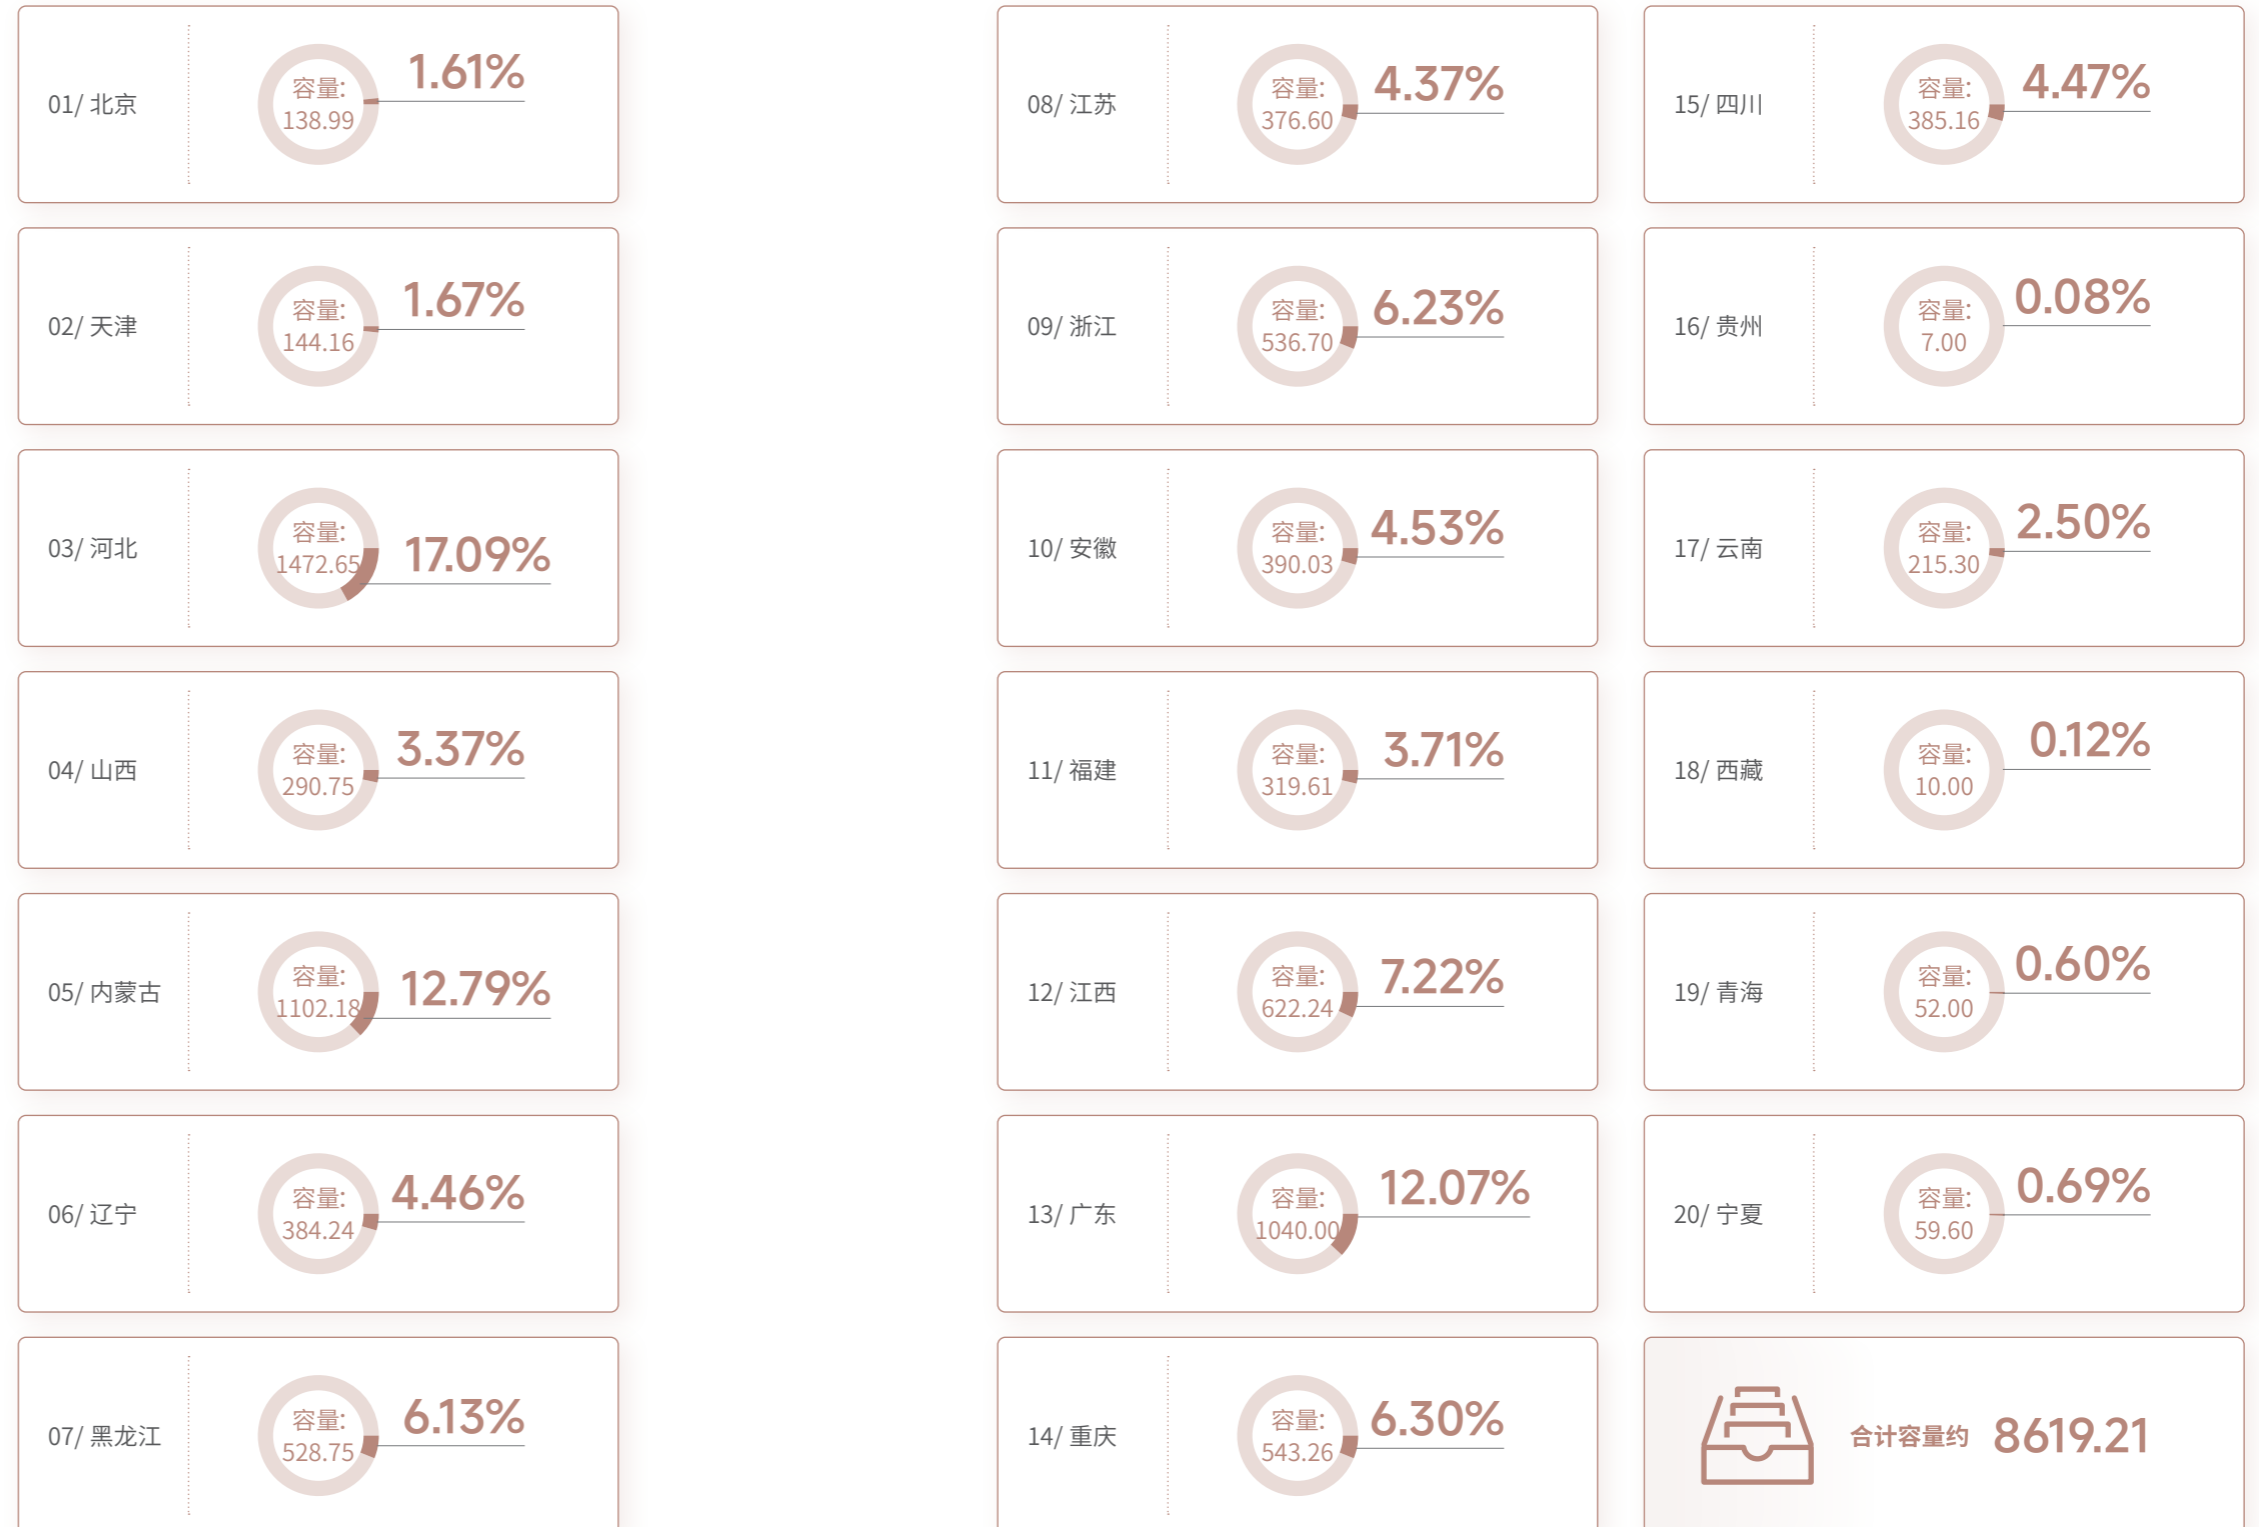 01/ 北京
容量:
138.99
1.61%
02/ 天津
容量:
144.16
1.67%
03/ 河北
容量:
1472.65
17.09%
04/ 山西
容量:
290.75
3.37%
05/ 内蒙古
容量:
1102.18
12.79%
06/ 辽宁
容量:
384.24
4.46%
07/ 黑龙江
容量:
528.75
6.13%
08/ 江苏
容量:
376.60
4.37%
09/ 浙江
容量:
536.70
6.23%
10/ 安徽
容量:
390.03
4.53%
11/ 福建
容量:
319.61
3.71%
12/ 江西
容量:
622.24
7.22%
13/ 广东
容量:
1040.00
12.07%
14/ 重庆
容量:
543.26
6.30%
15/ 四川
容量:
385.16
4.47%
16/ 贵州
容量:
7.00
0.08%
17/ 云南
容量:
215.30
2.50%
18/ 西藏
容量:
10.00
0.12%
19/ 青海
容量:
52.00
0.60%
20/ 宁夏
容量:
59.60
0.69%
合计容量约 8619.21